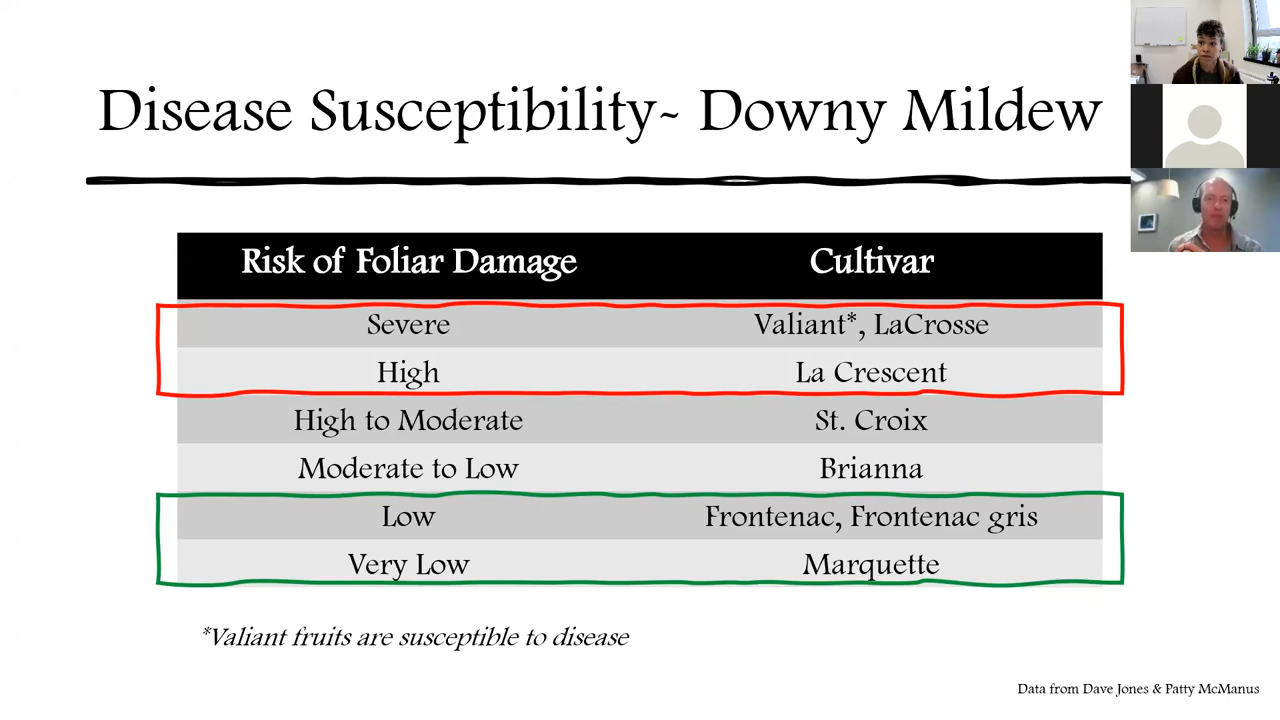 Disease Susceptibility- Downy Mildew
Risk of Foliar Damage Cultivar
Severe Valiant*, LaCrosse
High La Crescent
High to Moderate St. Croix
Moderate to Low Brianna
Low Frontenac, Frontenac gris
Very Low Marquette
*Valiant fruits are susceptible to disease
Data from Dave Jones & Patty McManus